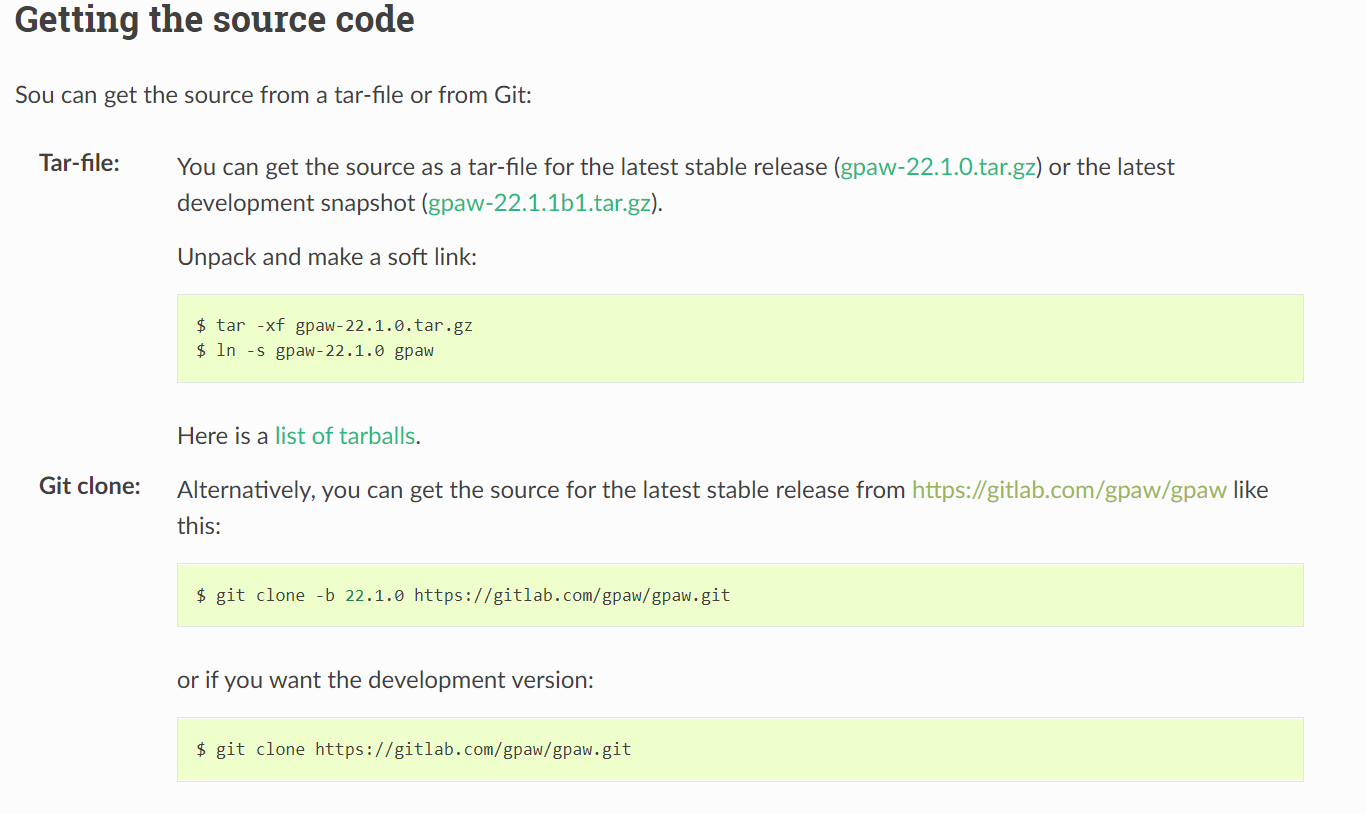 Getting the source code
Sou can get the source from a tar-file or from Git:
Tar-file:
You can get the source as a tar-file for the latest stable release (gpaw-22.1.0.tar.gz) or the latest
development snapshot (gpaw-22.1.1b1.tar.gz).
Unpack and make a soft link:
$ tar -xf gpaw-22.1.0.tar.gz
$ ln -s gpaw-22.1.0 gpaw
Here is a list of tarballs.
Git clone:
Alternatively, you can get the source for the latest stable release from https://gitlab.com/gpaw/gpaw like
this:
$ git clone -b 22.1.0 https://gitlab.com/gpaw/gpaw.git
or if you want the development version:
$ git clone https://gitlab.com/gpaw/gpaw.git